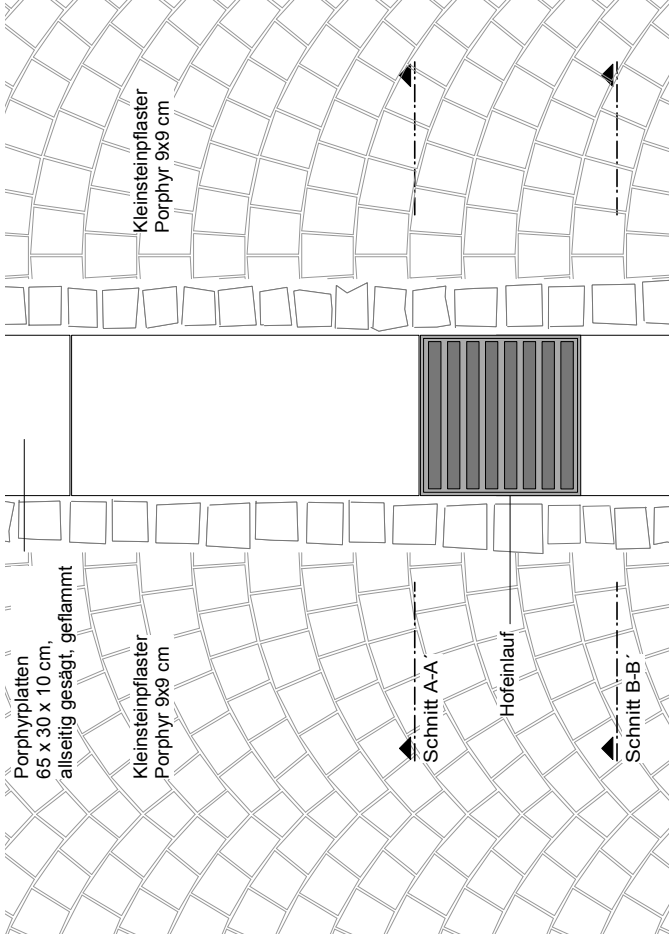 Porphyrplatten
65 x 30 x 10 cm,
allseitig gesägt, geflammt
Kleinsteinpflaster
Porphyr 9x9 cm
Schnitt A-A´
Hofeinlauf
Schnitt B-B´
Kleinsteinpflaster
Porphyr 9x9 cm